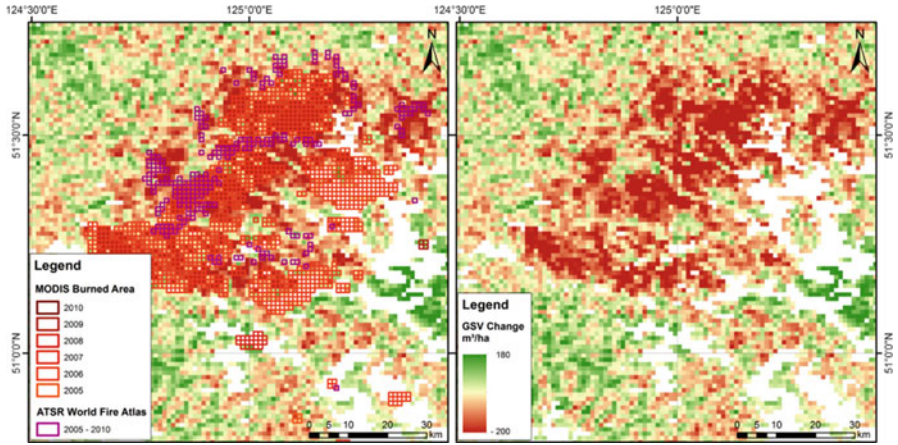 124°30'0"E
125°0'0"E
124°30'0"E
125°0'0"E
N
N
51°30'0"N
51°30'0"N
51°0'0"N
51°0'0"N
Legend
MODIS Burned Area
2010
2009
2008
2007
2006
2005
ATSR World Fire Atlas
2005 - 2010
0 5 10 20 30
km
Legend
GSV Change
m³/ha
180
- 200
0 5 10 20 30
km